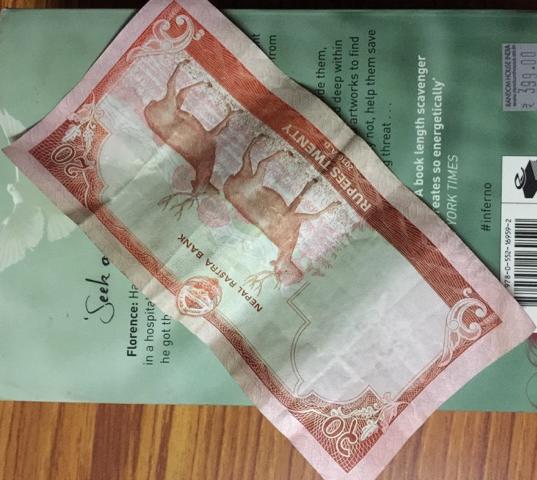 20
RUPEES TWENTY
NEPAL RASTRA BANK
20
'Seek a
Florence: Ha
in a hospita
he got th
from
de them,
deep within
artworks to find
y not, help them save
g threat . . .
A book length scavenger
eates so energetically'
YORK TIMES
#inferno
RANDOM HOUSE INDIA
₹ 399.00
978-0-552-16959-2
e